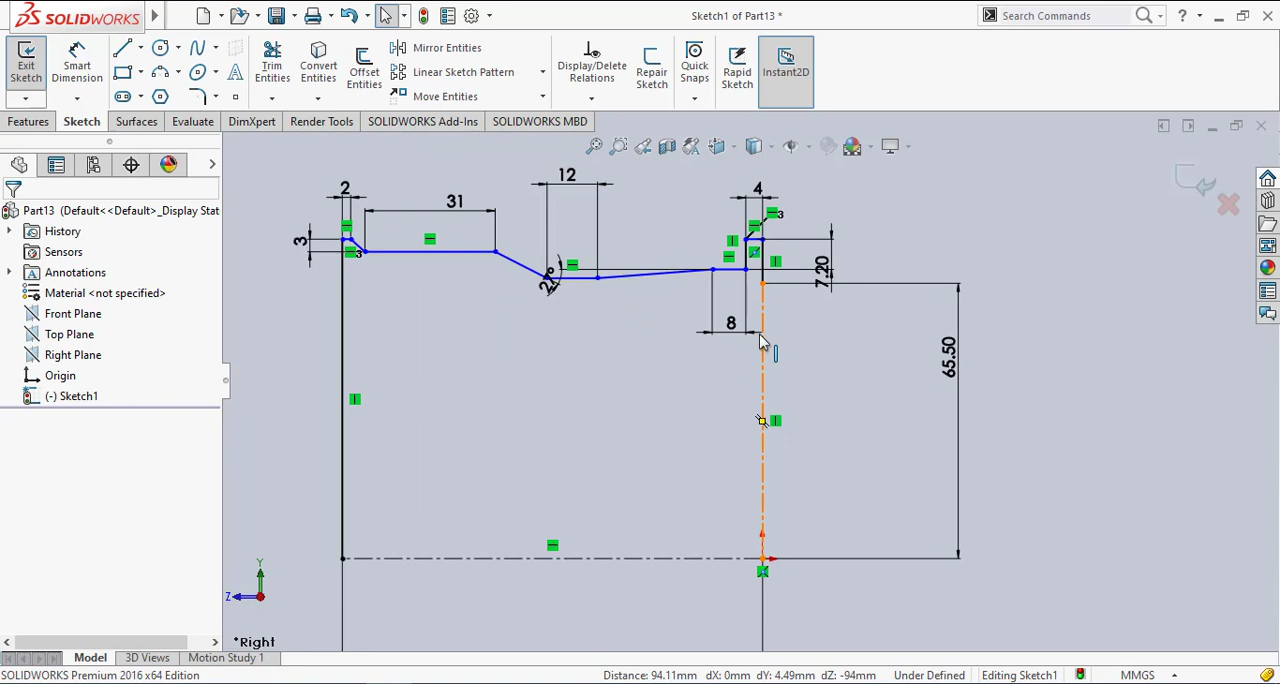 SOLIDWORKS
Sketch1 of Part13 *
Search Commands
?
Exit Sketch
Smart Dimension
Trim Entities
Convert Entities
Offset Entities
Mirror Entities
Linear Sketch Pattern
Move Entities
Display/Delete Relations
Repair Sketch
Quick Snaps
Rapid Sketch
Instant2D
Features
Sketch
Surfaces
Evaluate
DimXpert
Render Tools
SOLIDWORKS Add-Ins
SOLIDWORKS MBD
Part13 (Default<<Default>_Display Stat
History
Sensors
Annotations
Material <not specified>
Front Plane
Top Plane
Right Plane
Origin
(-) Sketch1
2
31
12
4
3
3
3
8
7.20
65.50
Y
Z
*Right
Model
3D Views
Motion Study 1
SOLIDWORKS Premium 2016 x64 Edition
Distance: 94.11mm
dX: 0mm
dY: 4.49mm
dZ: -94mm
Under Defined
Editing Sketch1
MMGS